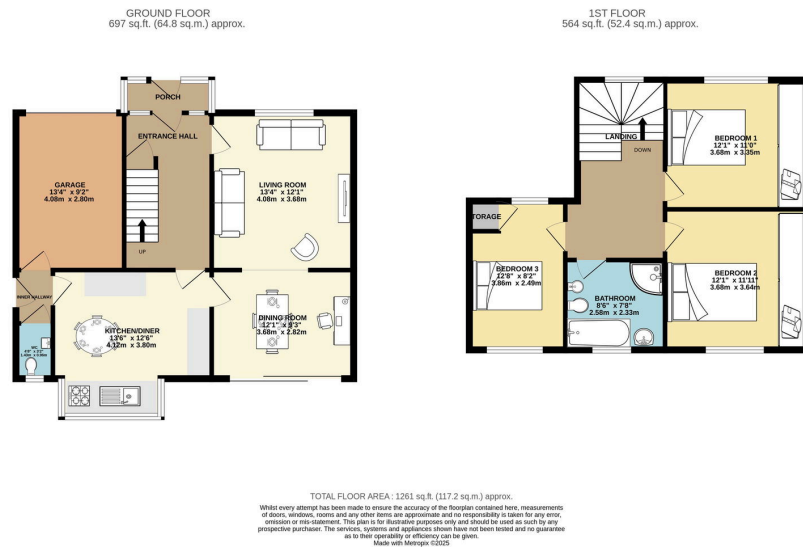 GROUND FLOOR
697 sq.ft. (64.8 sq.m.) approx.
PORCH
ENTRANCE HALL
GARAGE
13'4" x 9'2"
4.08m x 2.80m
LIVING ROOM
13'4" x 12'1"
4.08m x 3.68m
UP
INNER HALLWAY
KITCHEN/DINER
13'6" x 12'6"
4.12m x 3.80m
DINING ROOM
12'1" x 9'3"
3.68m x 2.82m
WC
1ST FLOOR
564 sq.ft. (52.4 sq.m.) approx.
LANDING
DOWN
BEDROOM 1
12'1" x 11'0"
3.68m x 3.35m
TORAGE
BEDROOM 3
12'8" x 8'2"
3.86m x 2.49m
BATHROOM
8'6" x 7'8"
2.58m x 2.33m
BEDROOM 2
12'1" x 11'11"
3.68m x 3.64m
TOTAL FLOOR AREA : 1261 sq.ft. (117.2 sq.m.) approx.
Whilst every attempt has been made to ensure the accuracy of the floorplan contained here, measurements
of doors, windows, rooms and any other items are approximate and no responsibility is taken for any error,
omission or mis-statement. This plan is for illustrative purposes only and should be used as such by any
prospective purchaser. The services, systems and appliances shown have not been tested and no guarantee
as to their operability or efficiency can be given.
Made with Metropix ©2025